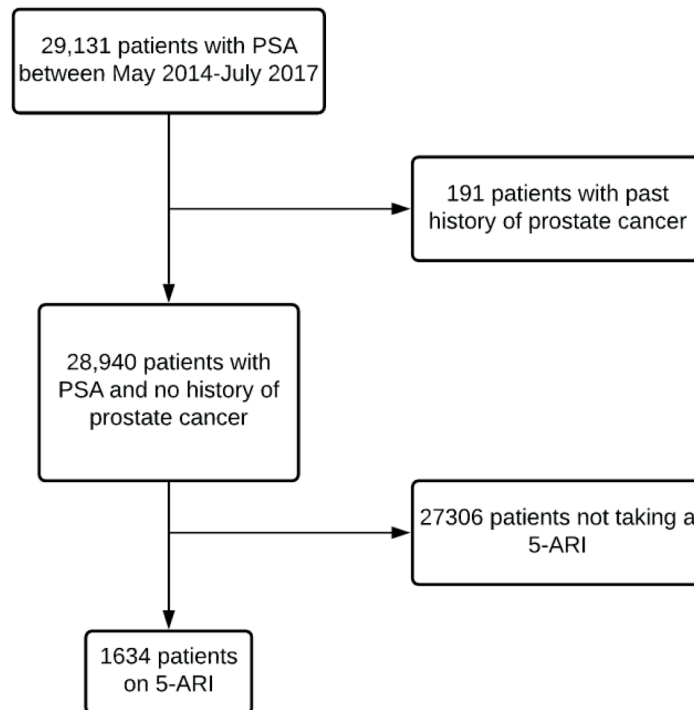 29,131 patients with PSA
between May 2014-July 2017
191 patients with past
history of prostate cancer
28,940 patients with
PSA and no history of
prostate cancer
27306 patients not taking a
5-ARI
1634 patients
on 5-ARI